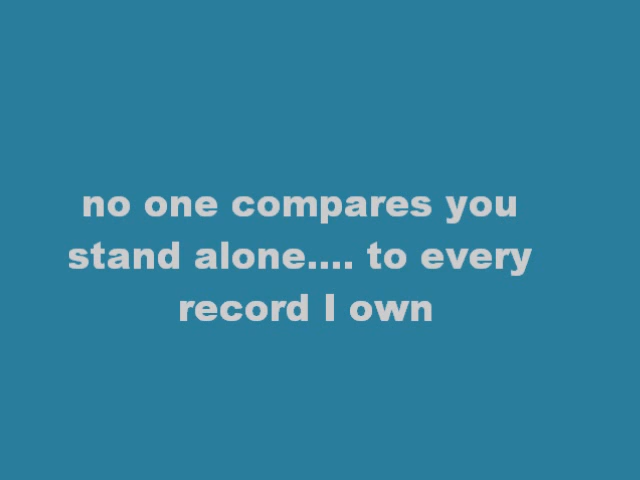 no one compares you
stand alone.... to every
record I own